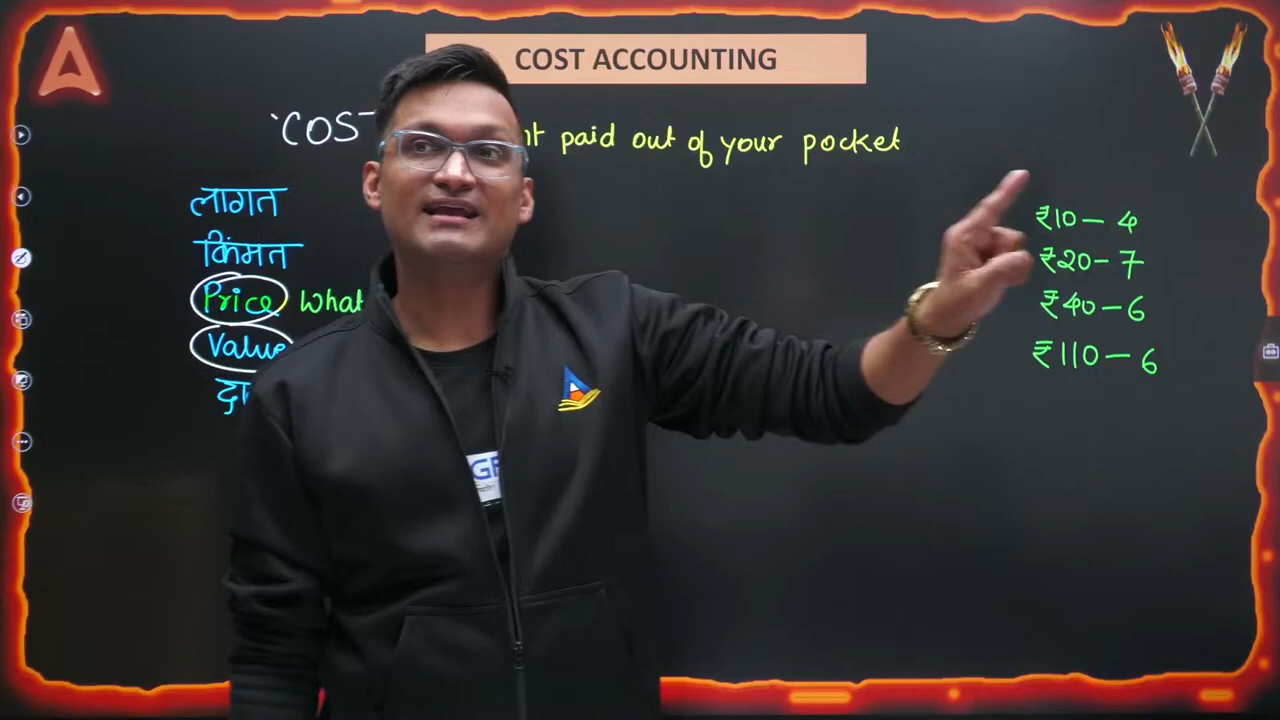 COST ACCOUNTING
'COS paid out of your pocket
लागत
किंमत
Price What
Value
₹10 - 4
₹20 - 7
₹40 - 6
₹110 - 6